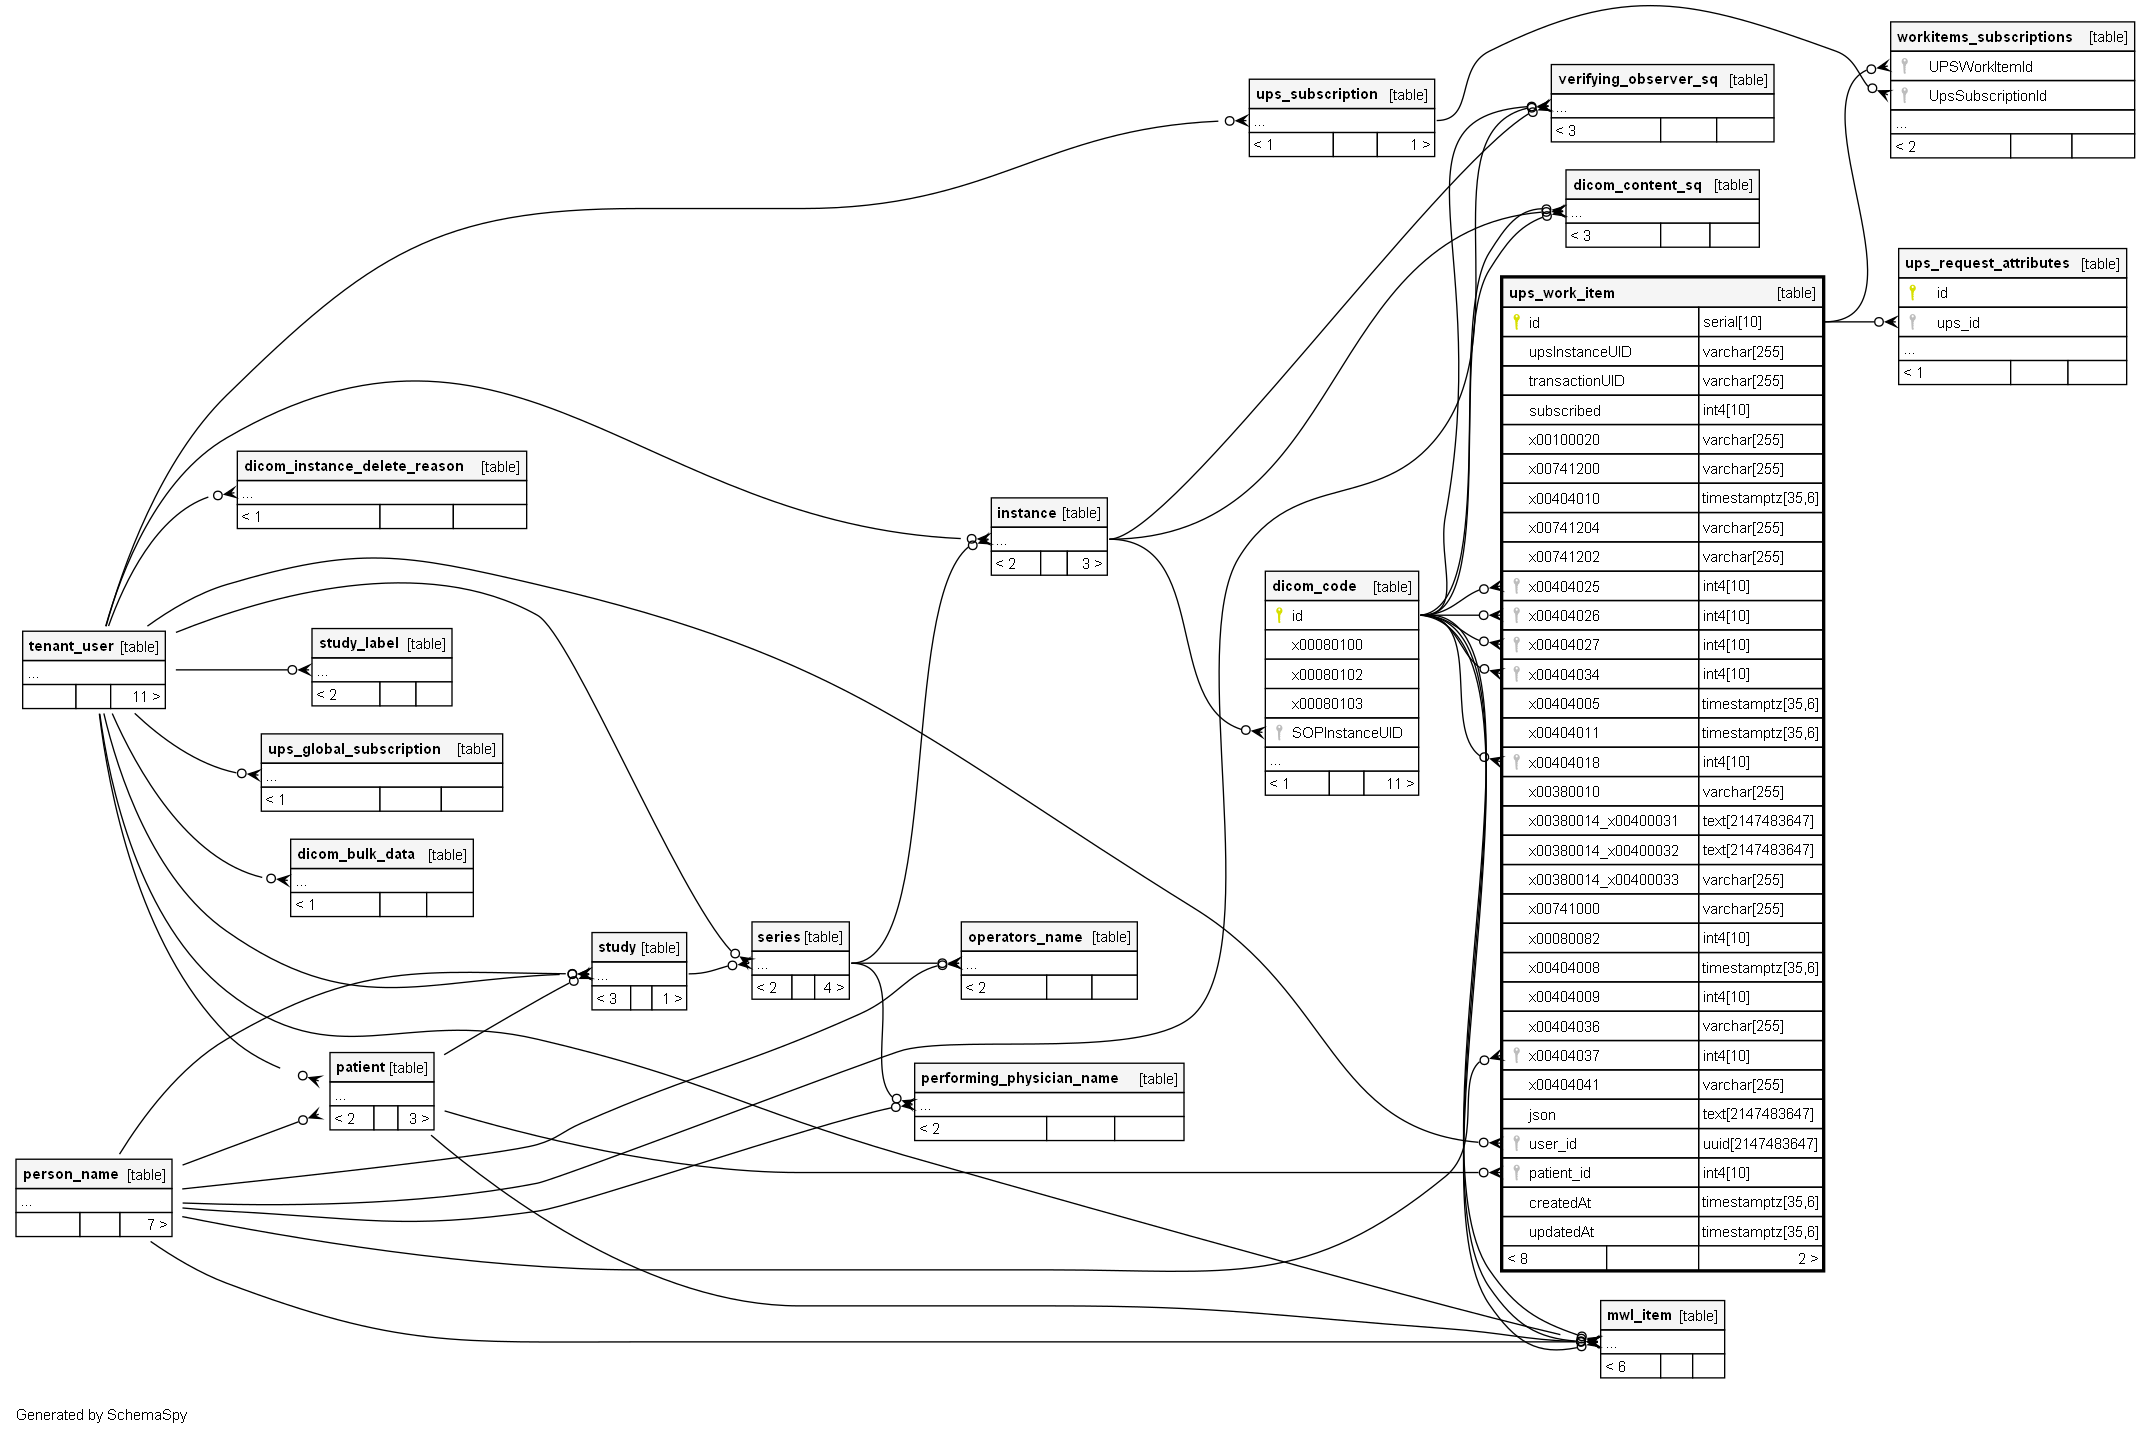 workitems_subscriptions [table]
UPSWorkItemId
UpsSubscriptionId
...
< 2
verifying_observer_sq [table]
...
< 3
ups_subscription [table]
...
< 1 1 >
dicom_content_sq [table]
...
< 3
ups_request_attributes [table]
id
ups_id
...
< 1
ups_work_item [table]
id serial[10]
upsInstanceUID varchar[255]
transactionUID varchar[255]
subscribed int4[10]
x00100020 varchar[255]
x00741200 varchar[255]
x00404010 timestamptz[35,6]
x00741204 varchar[255]
x00741202 varchar[255]
x00404025 int4[10]
x00404026 int4[10]
x00404027 int4[10]
x00404034 int4[10]
x00404005 timestamptz[35,6]
x00404011 timestamptz[35,6]
x00404018 int4[10]
x00380010 varchar[255]
x00380014_x00400031 text[2147483647]
x00380014_x00400032 text[2147483647]
x00380014_x00400033 varchar[255]
x00741000 varchar[255]
x00080082 int4[10]
x00404008 timestamptz[35,6]
x00404009 int4[10]
x00404036 varchar[255]
x00404037 int4[10]
x00404041 varchar[255]
json text[2147483647]
user_id uuid[2147483647]
patient_id int4[10]
createdAt timestamptz[35,6]
updatedAt timestamptz[35,6]
< 8 2 >
dicom_instance_delete_reason [table]
...
< 1
instance [table]
...
< 2 3 >
dicom_code [table]
id
x00080100
x00080102
x00080103
SOPInstanceUID
...
< 1 11 >
tenant_user [table]
...
11 >
study_label [table]
...
< 2
ups_global_subscription [table]
...
< 1
dicom_bulk_data [table]
...
< 1
study [table]
...
< 3 1 >
series [table]
...
< 2 4 >
operators_name [table]
...
< 2
patient [table]
...
< 2 3 >
performing_physician_name [table]
...
< 2
person_name [table]
...
7 >
mwl_item [table]
...
< 6
Generated by SchemaSpy